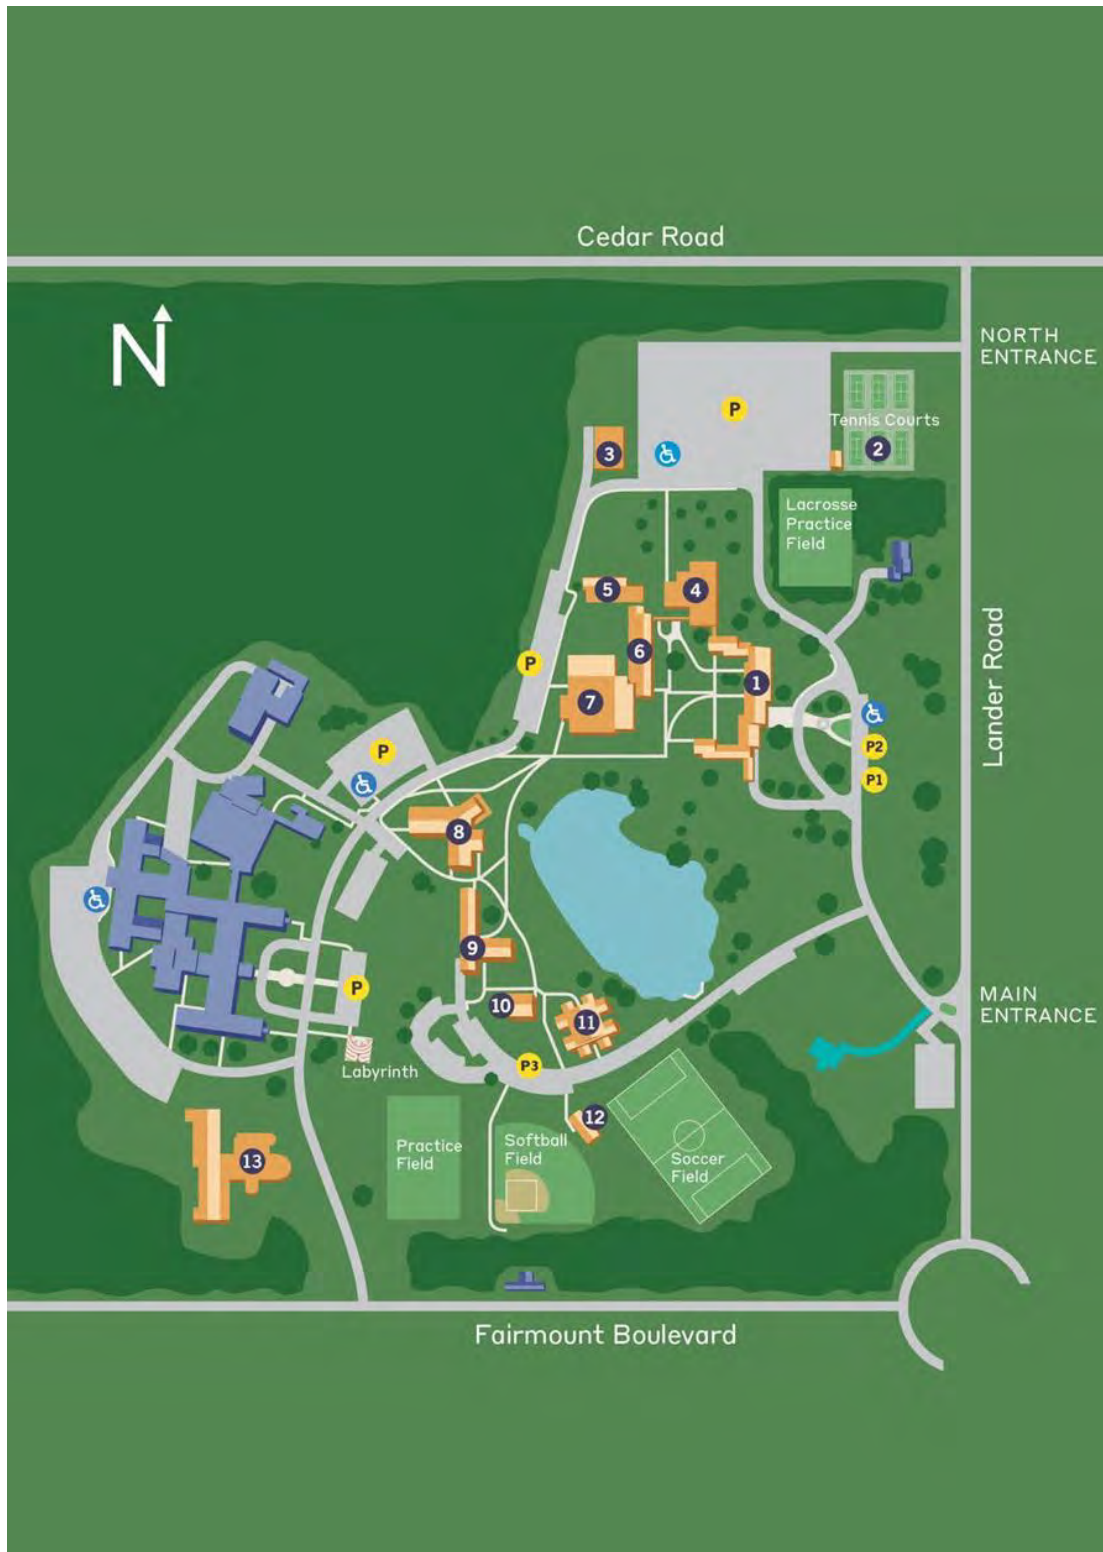 Cedar Road
N
NORTH
ENTRANCE
P
Tennis Courts
2
3
Lacrosse
Practice
Field
5
4
6
Lander Road
P
1
7
P2
P
P1
8
9
P
10
11
MAIN
ENTRANCE
P3
Labyrinth
12
Practice
Field
Softball
Field
Soccer
Field
13
Fairmount Boulevard